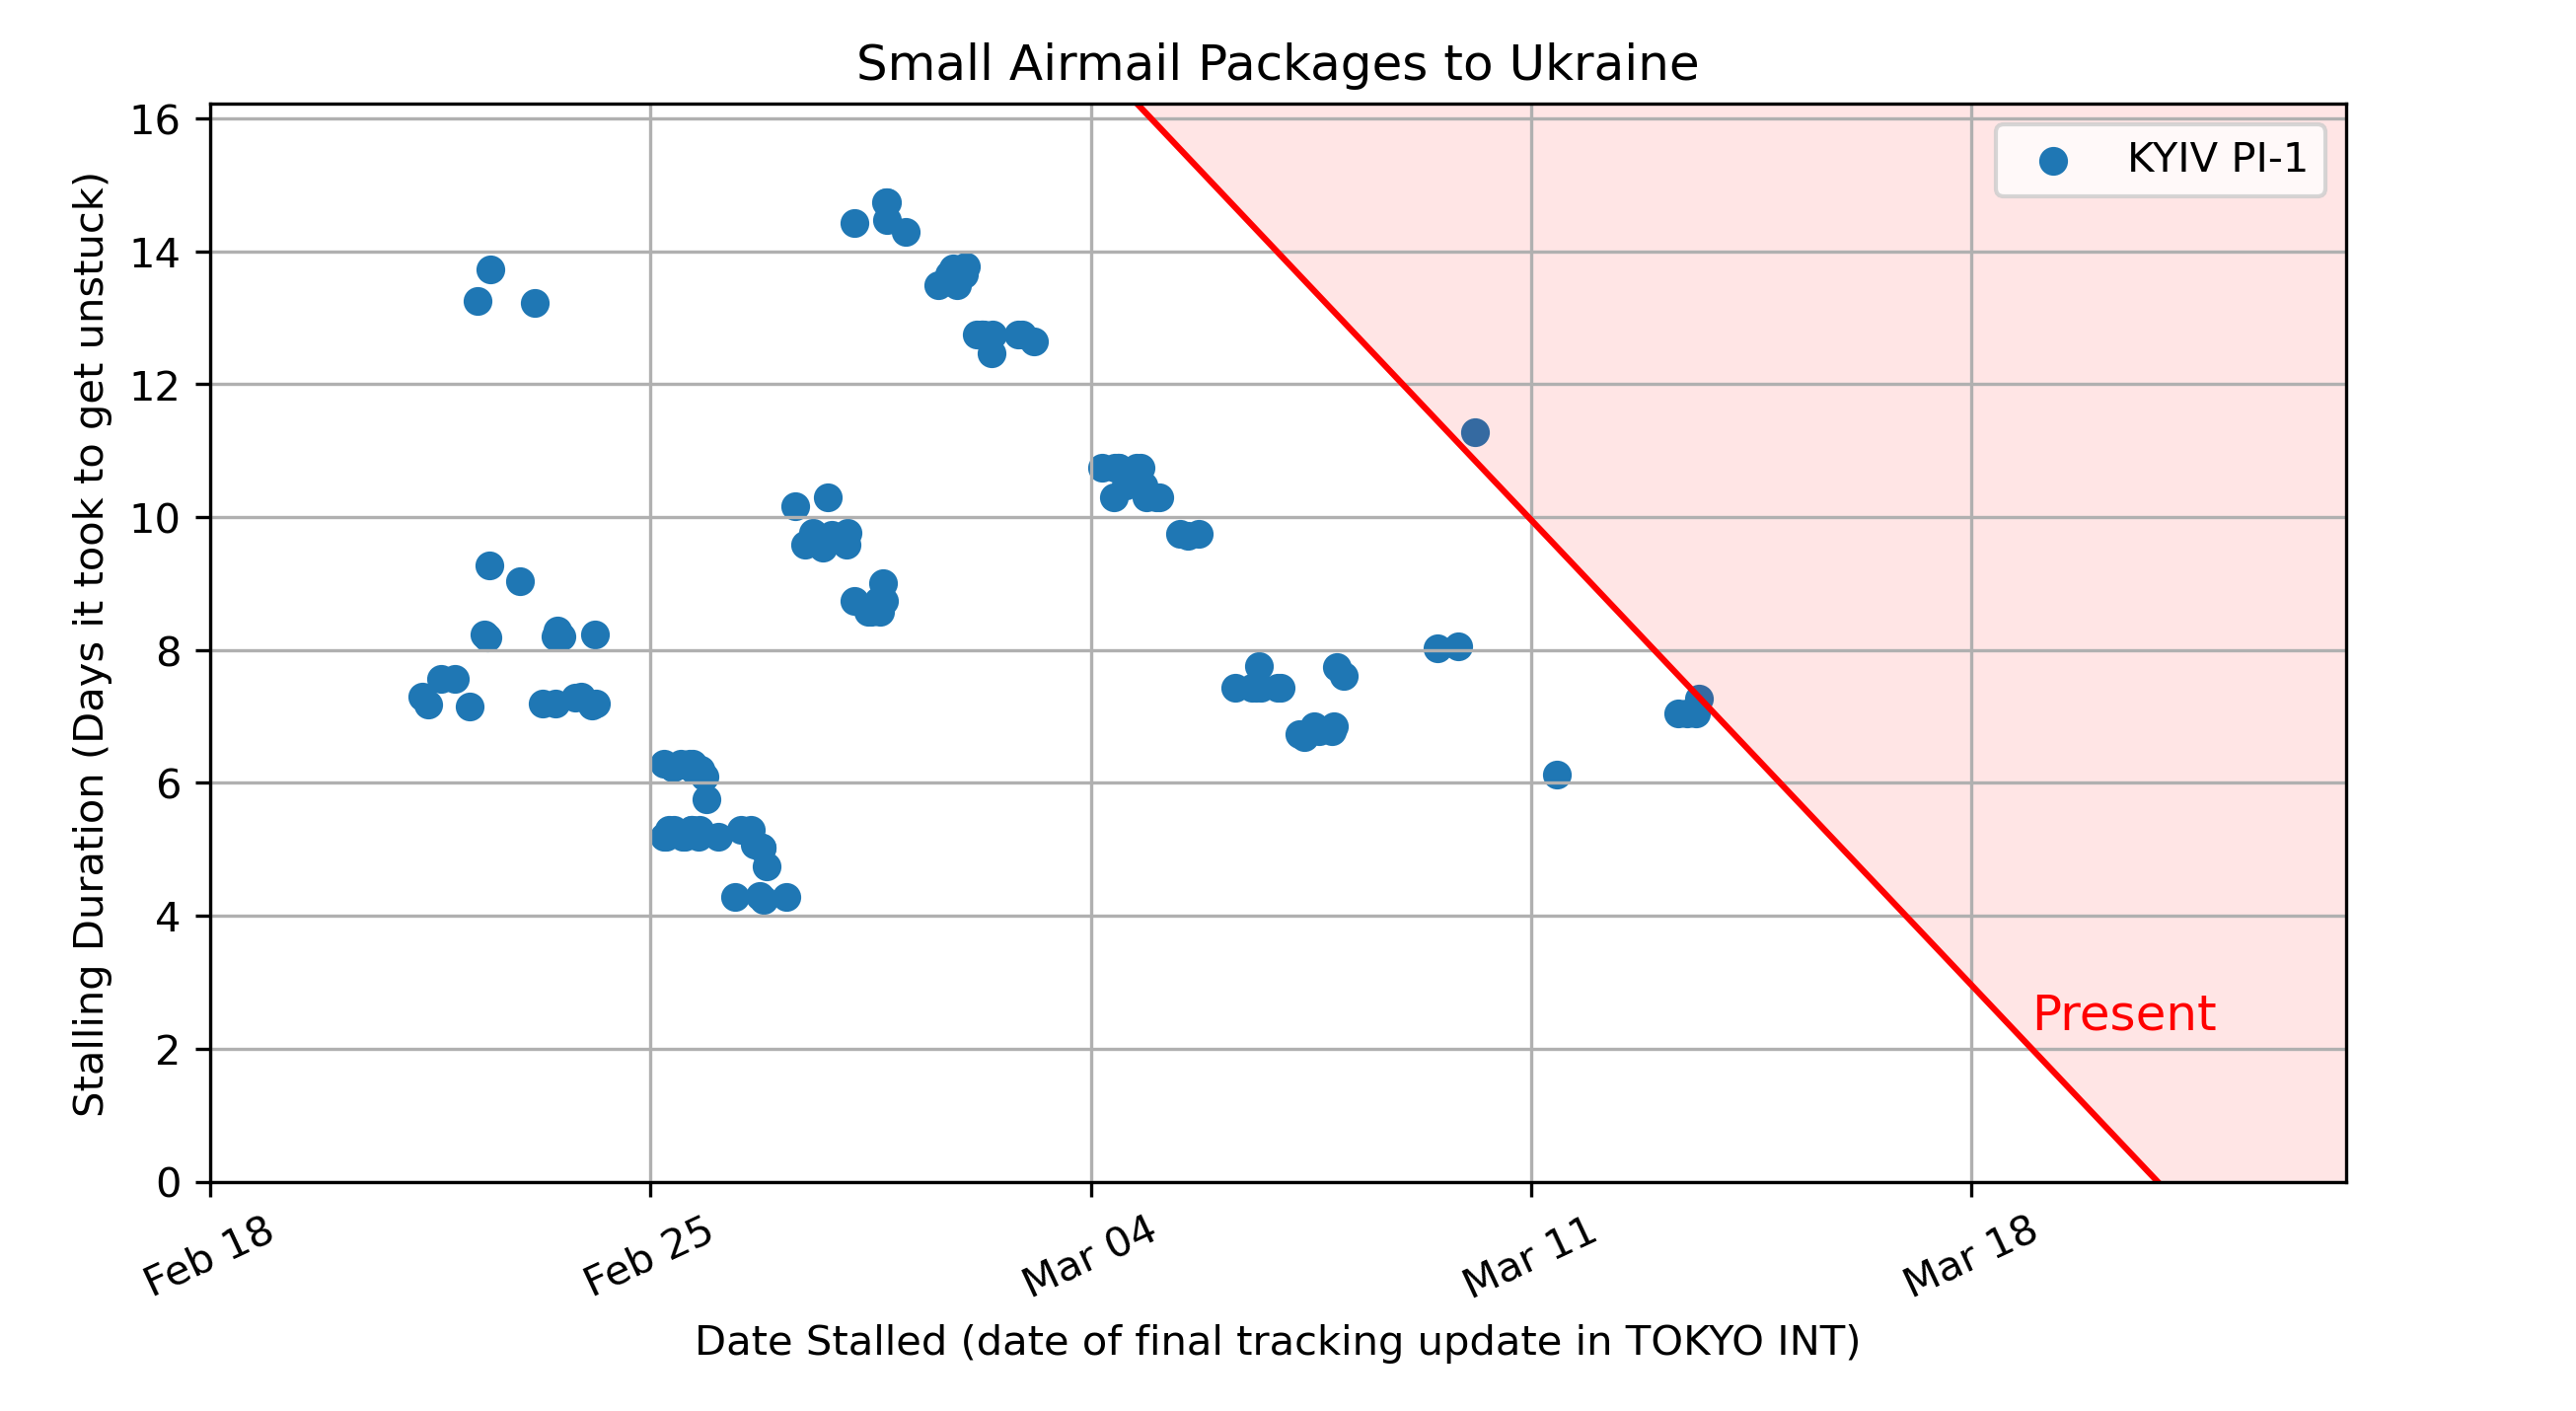 Small Airmail Packages to Ukraine
Stalling Duration (Days it took to get unstuck)
16
14
12
10
8
6
4
2
0
KYIV PI-1
Present
Feb 18
Feb 25
Mar 04
Mar 11
Mar 18
Date Stalled (date of final tracking update in TOKYO INT)